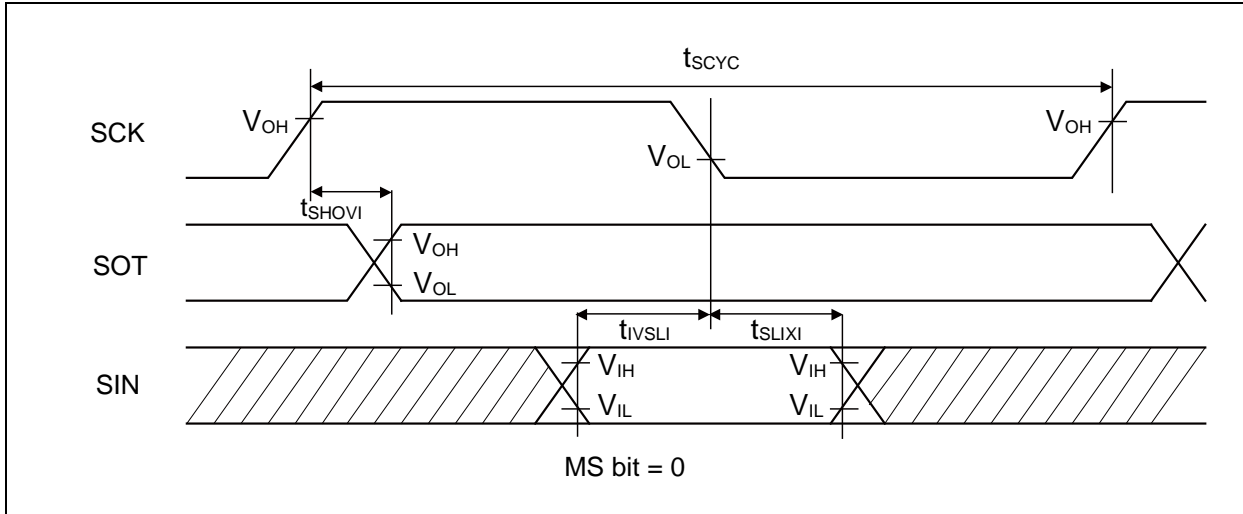 tSCYC
SCK
VOH
VOL
VOH
tSHOVI
SOT
VOH
VOL
tIVSLI
tSLIXI
SIN
VIH
VIH
VIL
VIL
MS bit = 0